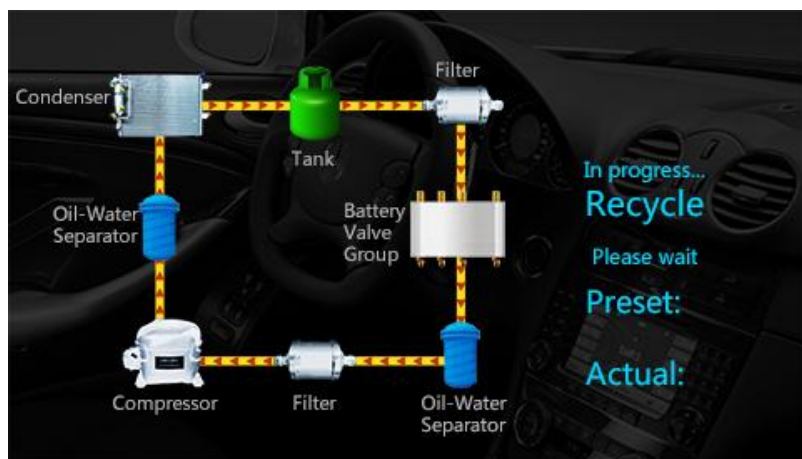 Filter
Condenser
Tank
In progress...
Recycle
Oil-Water
Separator
Battery
Valve
Group
Please wait
Preset:
Actual:
Compressor
Filter
Oil-Water
Separator